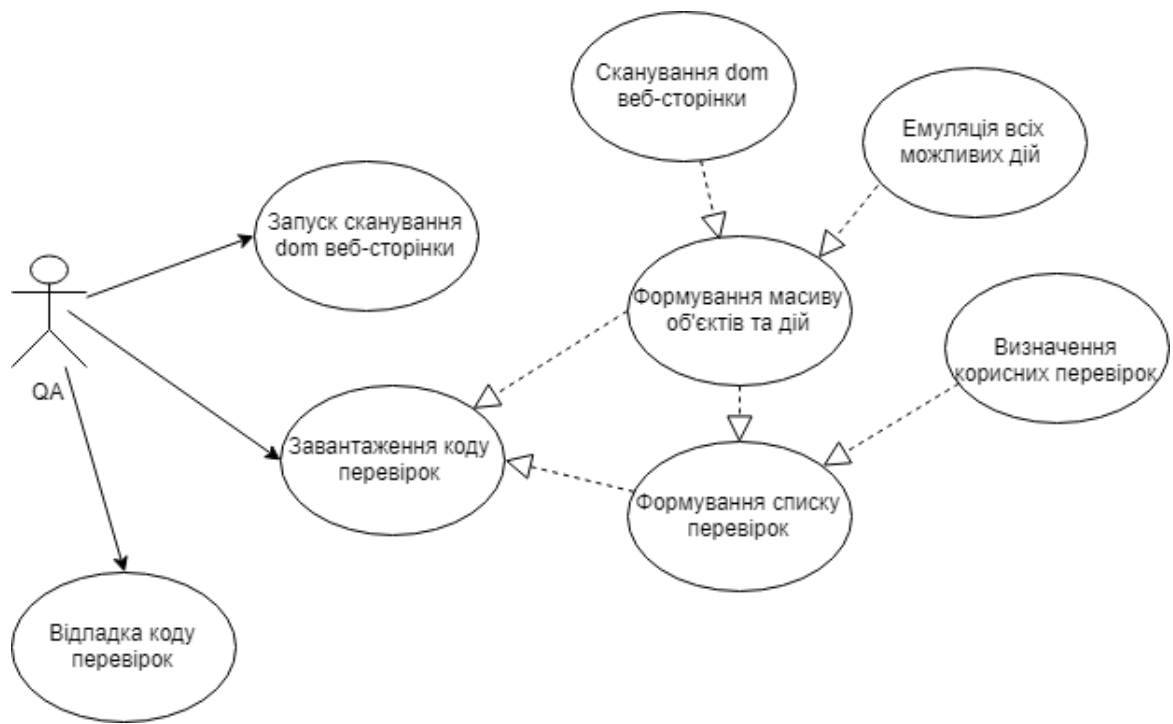 Сканування dom
веб-сторінки
Емуляція всіх
можливих дій
Запуск сканування
dom веб-сторінки
Формування масиву
об'єктів та дій
Визначення
корисних перевірок
QA
Завантаження коду
перевірок
Формування списку
перевірок
Відладка коду
перевірок